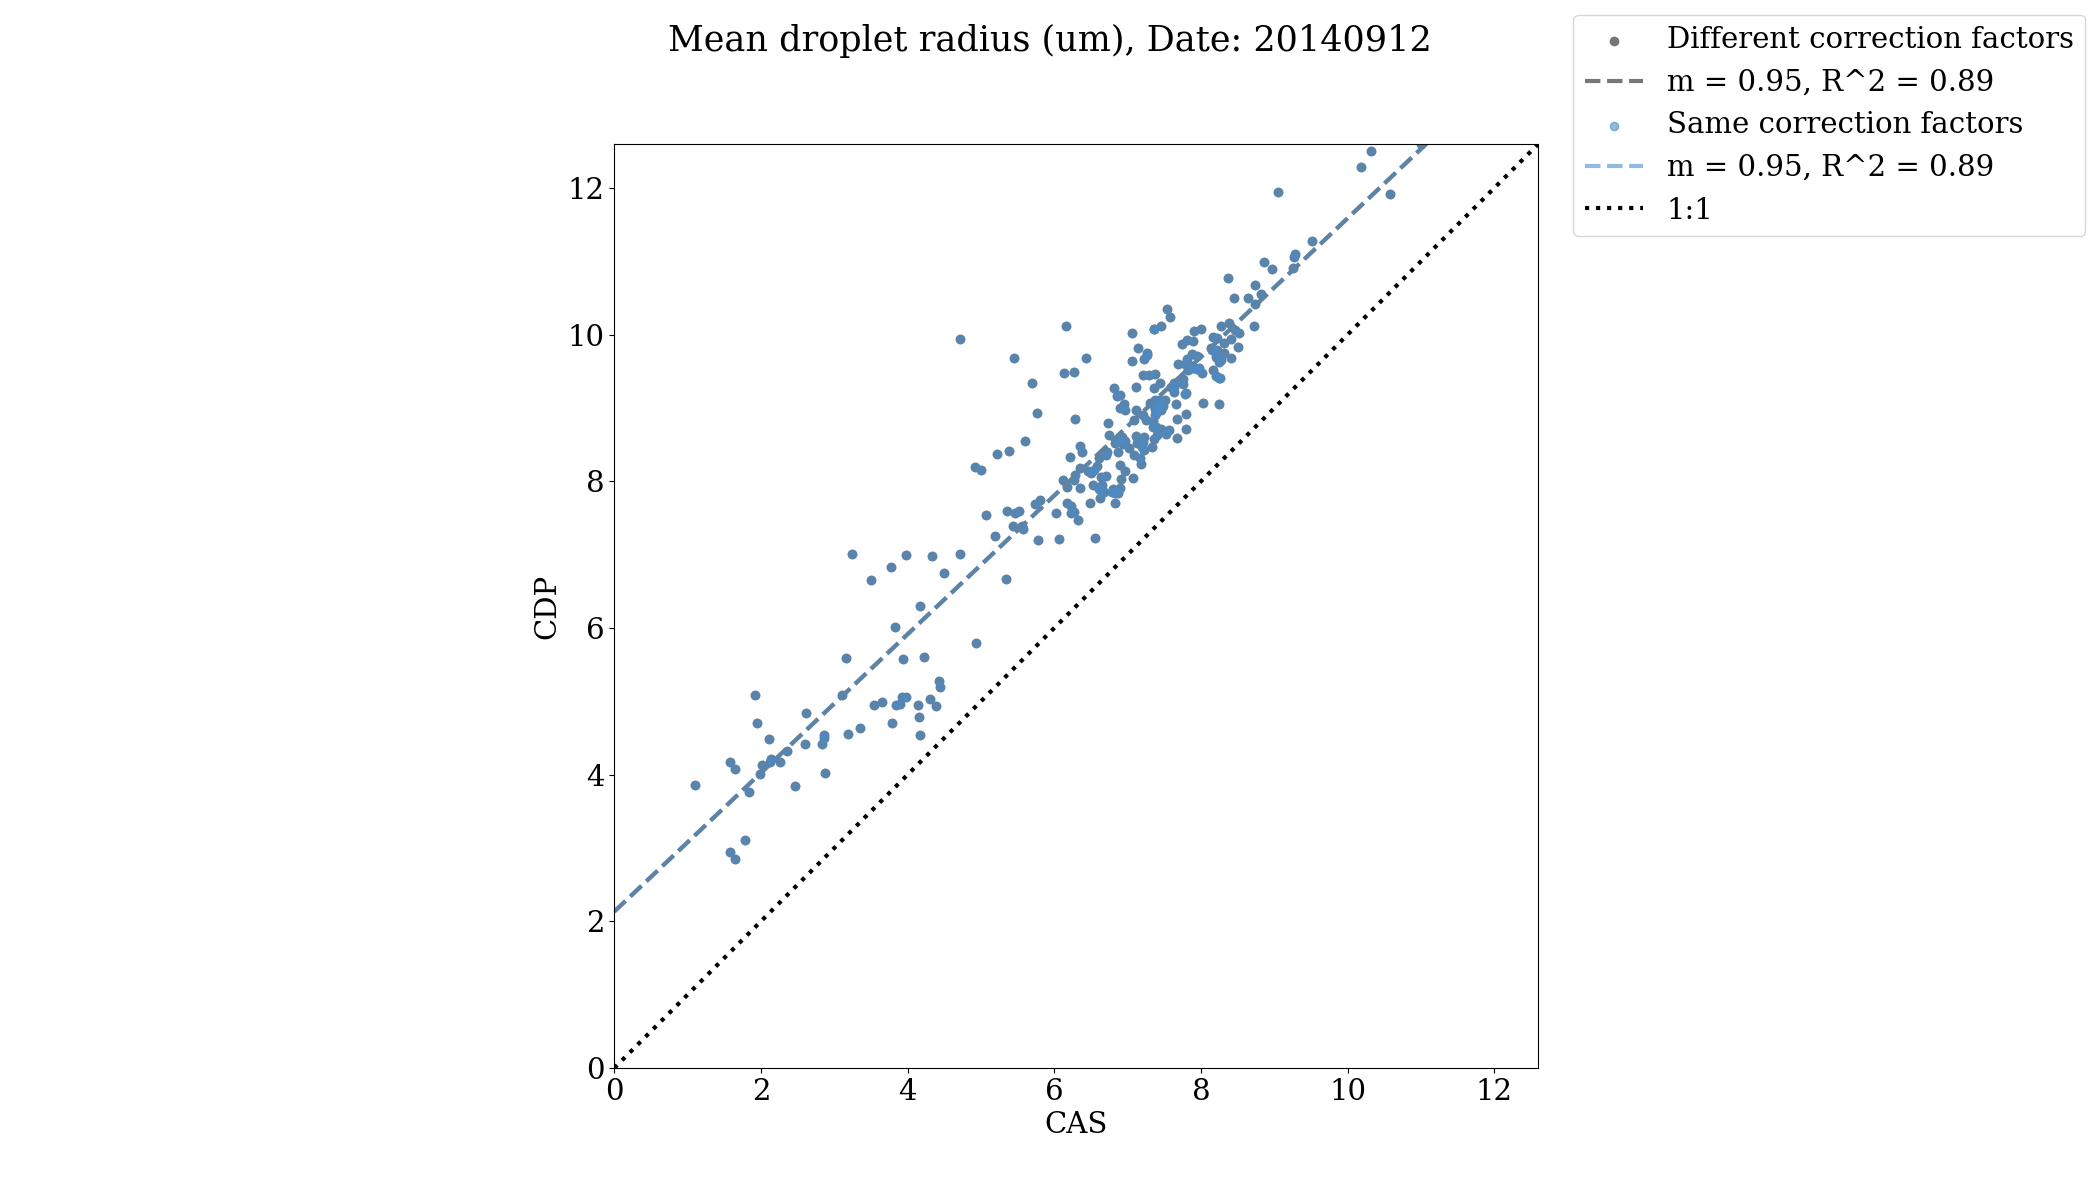 Mean droplet radius (um), Date: 20140912
Different correction factors
m = 0.95, R^2 = 0.89
Same correction factors
m = 0.95, R^2 = 0.89
1:1
12
10
8
6
4
2
0
CDP
0 2 4 6 8 10 12
CAS